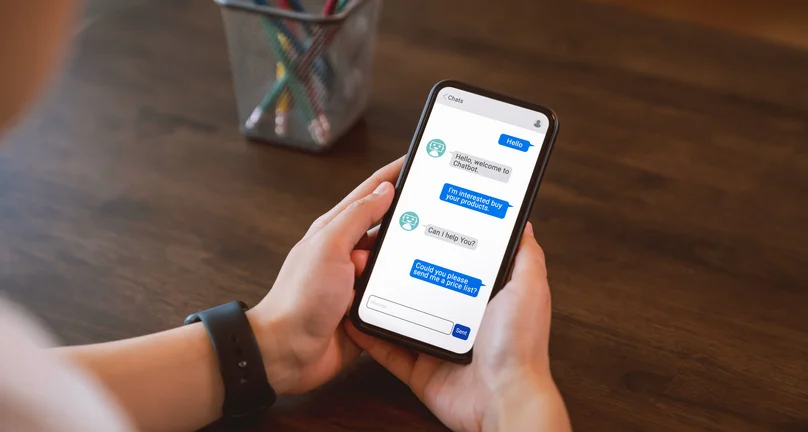 Chats
Hello
Hello, welcome to
Chatbot.
I'm interested buy
your products.
Can I help You?
Could you please
send me a price list?
Sent